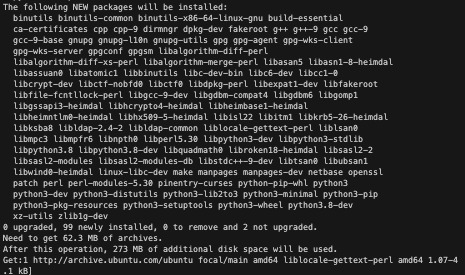 The following NEW packages will be installed:
binutils binutils-common binutils-x86-64-linux-gnu build-essential
ca-certificates cpp cpp-9 dirmngr dpkg-dev fakeroot g++ g++-9 gcc gcc-9
gcc-9-base gnupg gnupg-l10n gnupg-utils gpg gpg-agent gpg-wks-client
gpg-wks-server gpgconf gpgsm libalgorithm-diff-perl
libalgorithm-diff-xs-perl libalgorithm-merge-perl libasan5 libasn1-8-heimdal
libassuan0 libatomic1 libbinutils libc-dev-bin libc6-dev libcc1-0
libcrypt-dev libctf-nobfd0 libctf0 libdpkg-perl libexpat1-dev libfakeroot
libfile-fcntllock-perl libgcc-9-dev libgdbm-compat4 libgdbm6 libgomp1
libgssapi3-heimdal libhcrypto4-heimdal libheimbase1-heimdal
libheimntlm0-heimdal libhx509-5-heimdal libisl22 libitm1 libkrb5-26-heimdal
libksba8 libldap-2.4-2 libldap-common liblocale-gettext-perl liblsan0
libmpc3 libmpfr6 libnpth0 libperl5.30 libpython3-dev libpython3-stdlib
libpython3.8 libpython3.8-dev libquadmath0 libroken18-heimdal libsasl2-2
libsasl2-modules libsasl2-modules-db libstdc++-9-dev libtsan0 libubsan1
libwind0-heimdal linux-libc-dev make manpages manpages-dev netbase openssl
patch perl perl-modules-5.30 pinentry-curses python-pip-whl python3
python3-dev python3-distutils python3-lib2to3 python3-minimal python3-pip
python3-pkg-resources python3-setuptools python3-wheel python3.8-dev
xz-utils zlib1g-dev
0 upgraded, 99 newly installed, 0 to remove and 2 not upgraded.
Need to get 62.3 MB of archives.
After this operation, 273 MB of additional disk space will be used.
Get:1 http://archive.ubuntu.com/ubuntu focal/main amd64 liblocale-gettext-perl amd64 1.07-4
.1 kB]